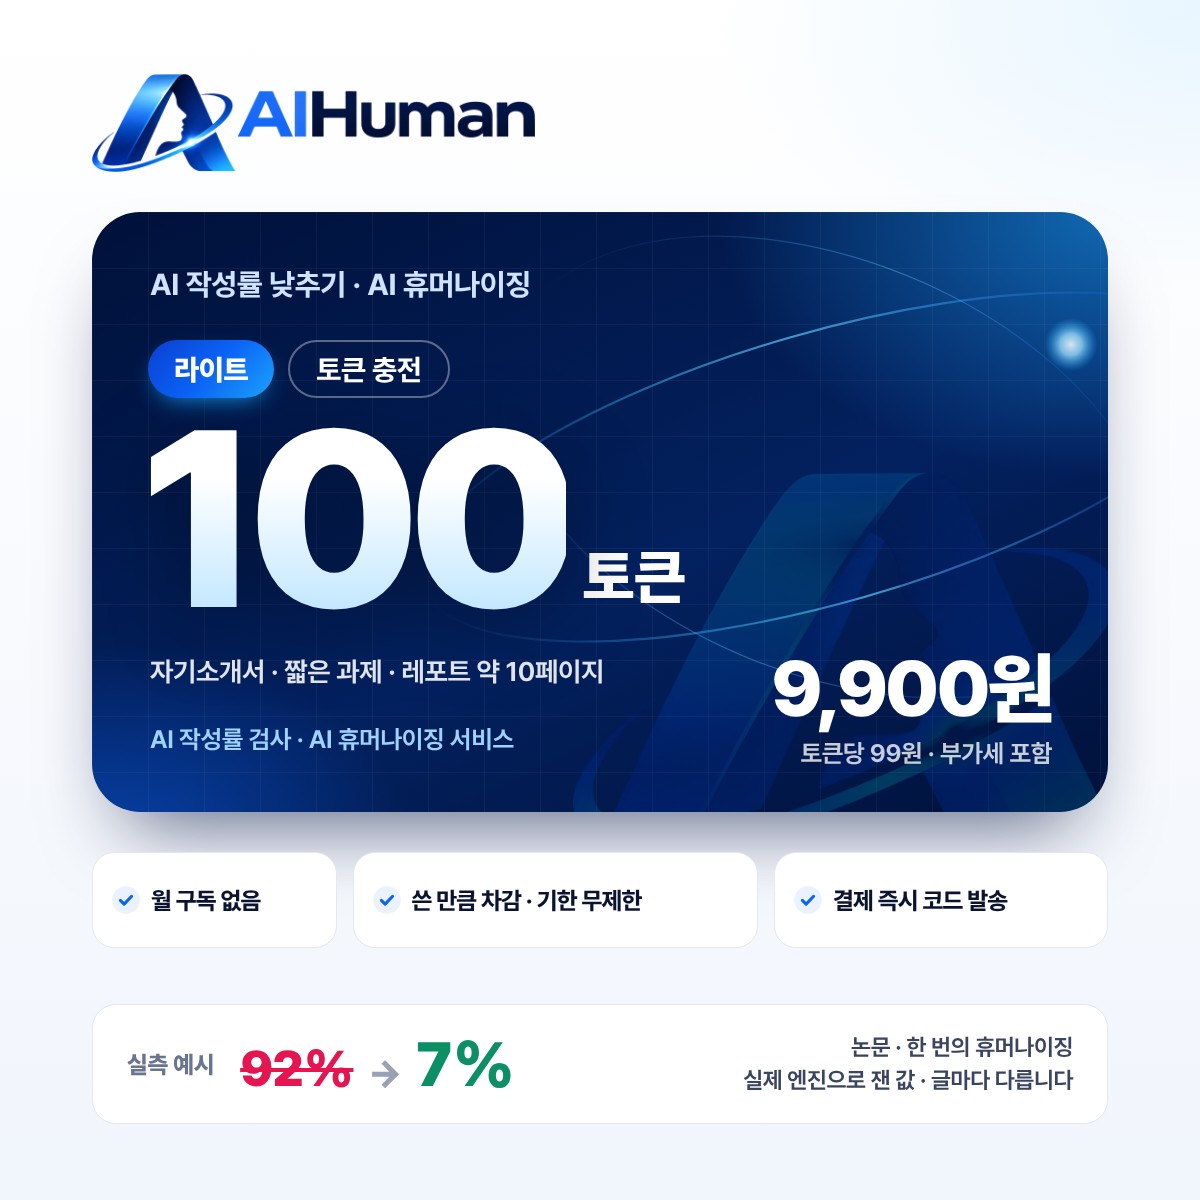 AIHuman
AI 작성률 낮추기 · AI 휴머나이징
라이트
토큰 충전
100 토큰
자기소개서 · 짧은 과제 · 레포트 약 10페이지
AI 작성률 검사 · AI 휴머나이징 서비스
9,900원
토큰당 99원 · 부가세 포함
월 구독 없음
쓴 만큼 차감 · 기한 무제한
결제 즉시 코드 발송
실측 예시 92% → 7%
논문 · 한 번의 휴머나이징
실제 엔진으로 잰 값 · 글마다 다릅니다